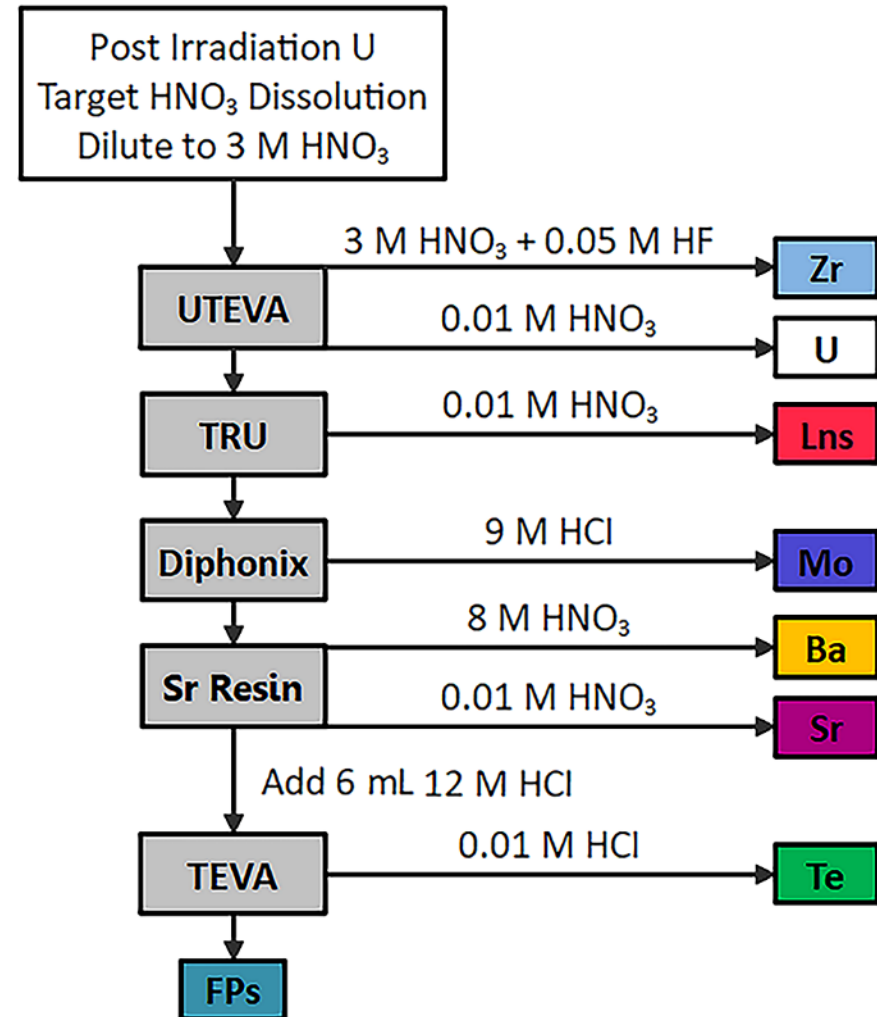 Post Irradiation U
Target HNO₃ Dissolution
Dilute to 3 M HNO₃
3 M HNO₃ + 0.05 M HF
Zr
UTEVA
0.01 M HNO₃
U
0.01 M HNO₃
TRU
Lns
9 M HCl
Diphonix
Mo
8 M HNO₃
Ba
Sr Resin
0.01 M HNO₃
Sr
Add 6 mL 12 M HCl
0.01 M HCl
TEVA
Te
FPs